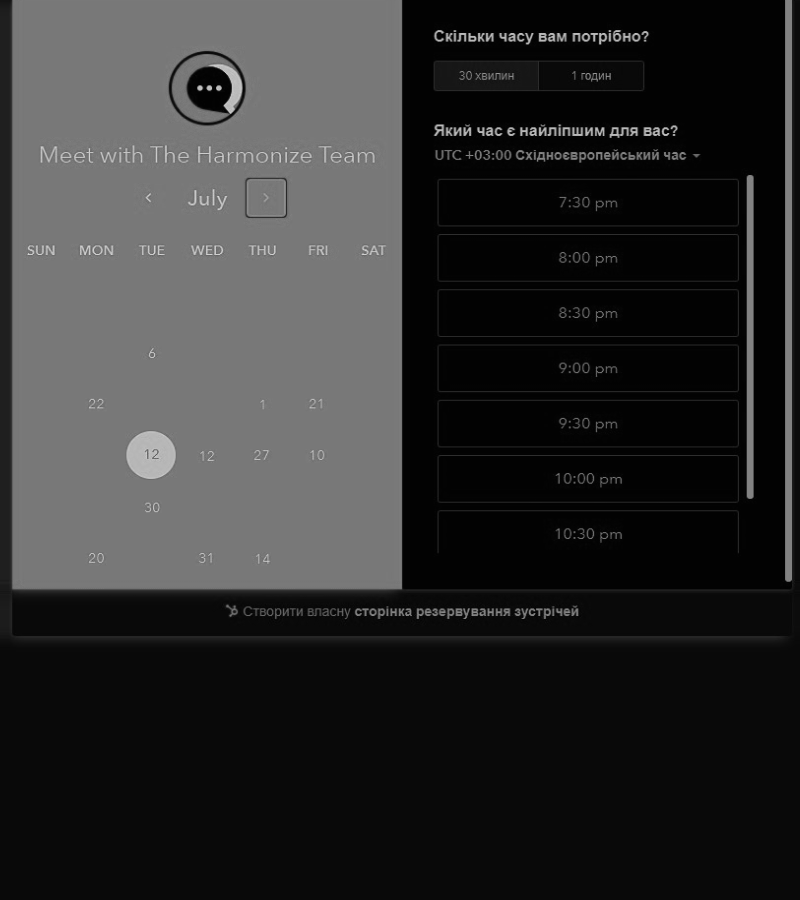 Meet with The Harmonize Team
July
SUN MON TUE WED THU FRI SAT
6
22 1 21
12 12 27 10
30
20 31 14
Скільки часу вам потрібно?
30 хвилин 1 годин
Який час є найліпшим для вас?
UTC +03:00 Східноєвропейський час
7:30 pm
8:00 pm
8:30 pm
9:00 pm
9:30 pm
10:00 pm
10:30 pm
Створити власну сторінка резервування зустрічей